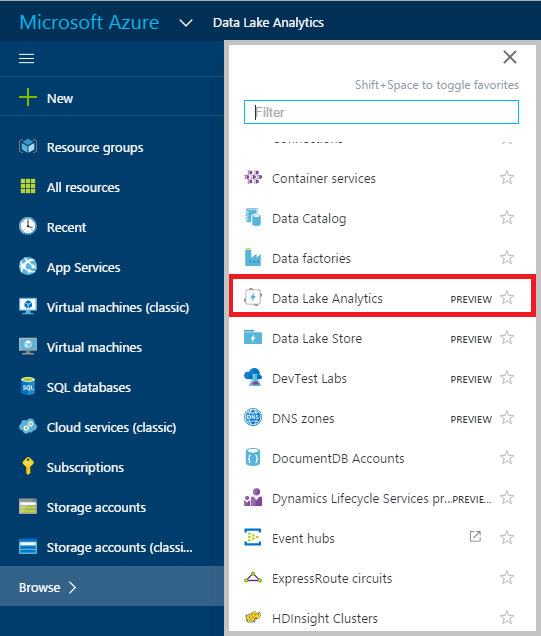 Microsoft Azure Data Lake Analytics
New
Resource groups
All resources
Recent
App Services
Virtual machines (classic)
Virtual machines
SQL databases
Cloud services (classic)
Subscriptions
Storage accounts
Storage accounts (classi...
Browse
Shift+Space to toggle favorites
Filter
Connections
Container services
Data Catalog
Data factories
Data Lake Analytics PREVIEW
Data Lake Store PREVIEW
DevTest Labs PREVIEW
DNS zones PREVIEW
DocumentDB Accounts
Dynamics Lifecycle Services pr...PREVIE...
Event hubs
ExpressRoute circuits
HDInsight Clusters